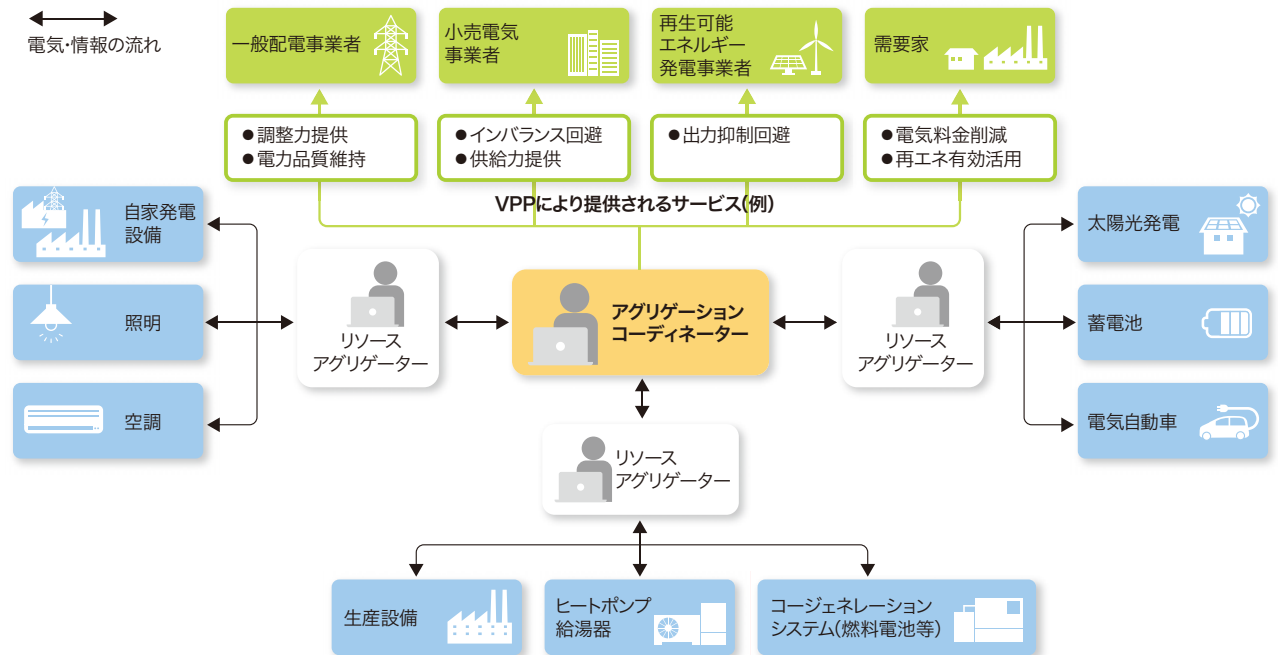 電気・情報の流れ
一般配電事業者
小売電気
事業者
再生可能
エネルギー
発電事業者
需要家
●調整力提供
●電力品質維持
●インバランス回避
●供給力提供
●出力抑制回避
●電気料金削減
●再エネ有効活用
VPPにより提供されるサービス(例)
自家発電
設備
照明
空調
リソース
アグリゲーター
アグリゲーション
コーディネーター
リソース
アグリゲーター
太陽光発電
蓄電池
電気自動車
リソース
アグリゲーター
生産設備
ヒートポンプ
給湯器
コージェネレーション
システム(燃料電池等)